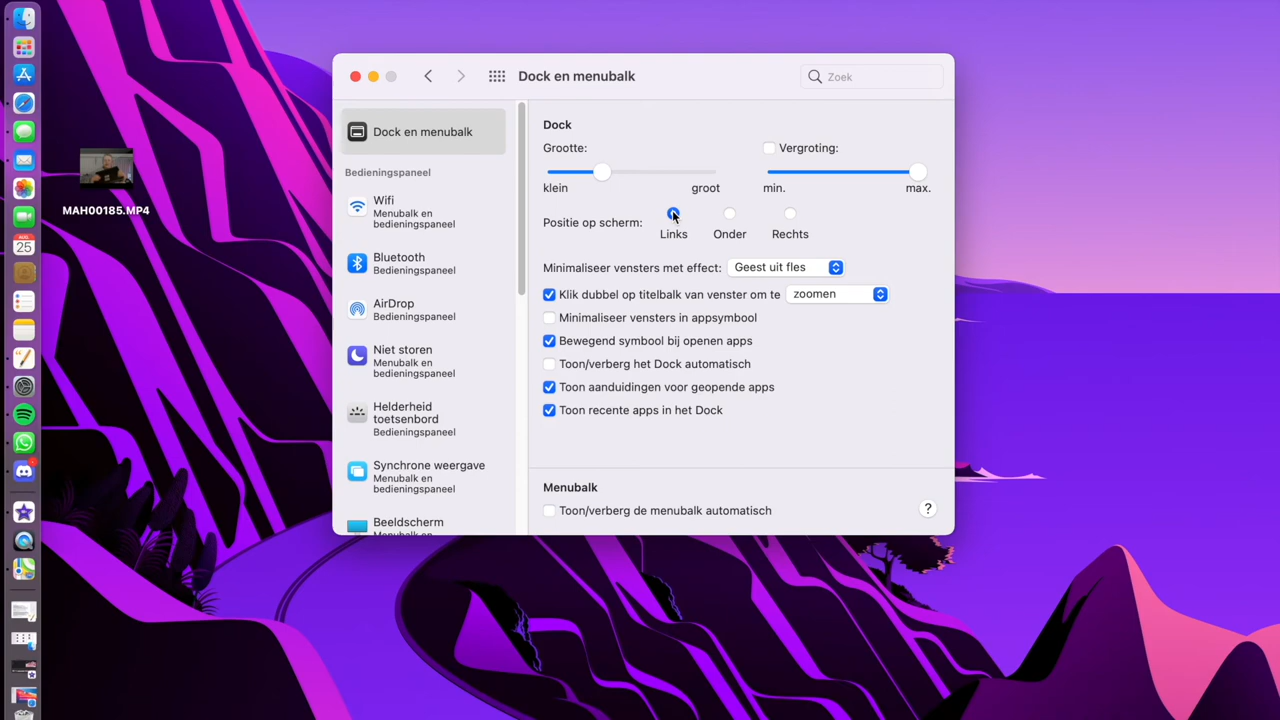 Dock en menubalk
Zoek
Dock en menubalk
Bedieningspaneel
Wifi
Menubalk en
bedieningspaneel
Bluetooth
Bedieningspaneel
AirDrop
Bedieningspaneel
Niet storen
Menubalk en
bedieningspaneel
Helderheid
toetsenbord
Bedieningspaneel
Synchrone weergave
Menubalk en
bedieningspaneel
Beeldscherm
Menubalk en
Dock
Grootte:
klein groot
Vergroting:
min. max.
Positie op scherm:
Links Onder Rechts
Minimaliseer vensters met effect: Geest uit fles
Klik dubbel op titelbalk van venster om te zoomen
Minimaliseer vensters in appsymbool
Bewegend symbool bij openen apps
Toon/verberg het Dock automatisch
Toon aanduidingen voor geopende apps
Toon recente apps in het Dock
Menubalk
Toon/verberg de menubalk automatisch
?
MAH00185.MP4
AUG
25